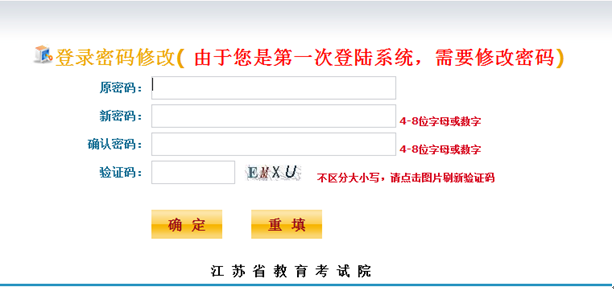 登录密码修改( 由于您是第一次登陆系统，需要修改密码)
原密码：
新密码： 4-8位字母或数字
确认密码： 4-8位字母或数字
验证码： EMXU 不区分大小写，请点击图片刷新验证码
确 定 重 填
江 苏 省 教 育 考 试 院